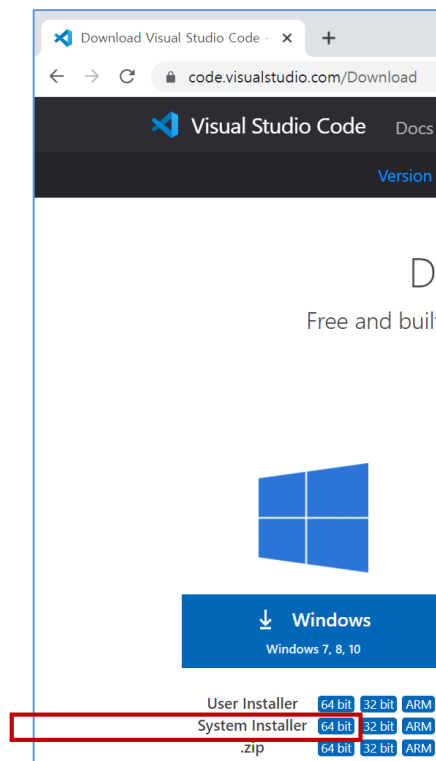 Download Visual Studio Code -
code.visualstudio.com/Download
Visual Studio Code Docs
Version
D
Free and buil
Windows
Windows 7, 8, 10
User Installer 64 bit 32 bit ARM
System Installer 64 bit 32 bit ARM
.zip 64 bit 32 bit ARM